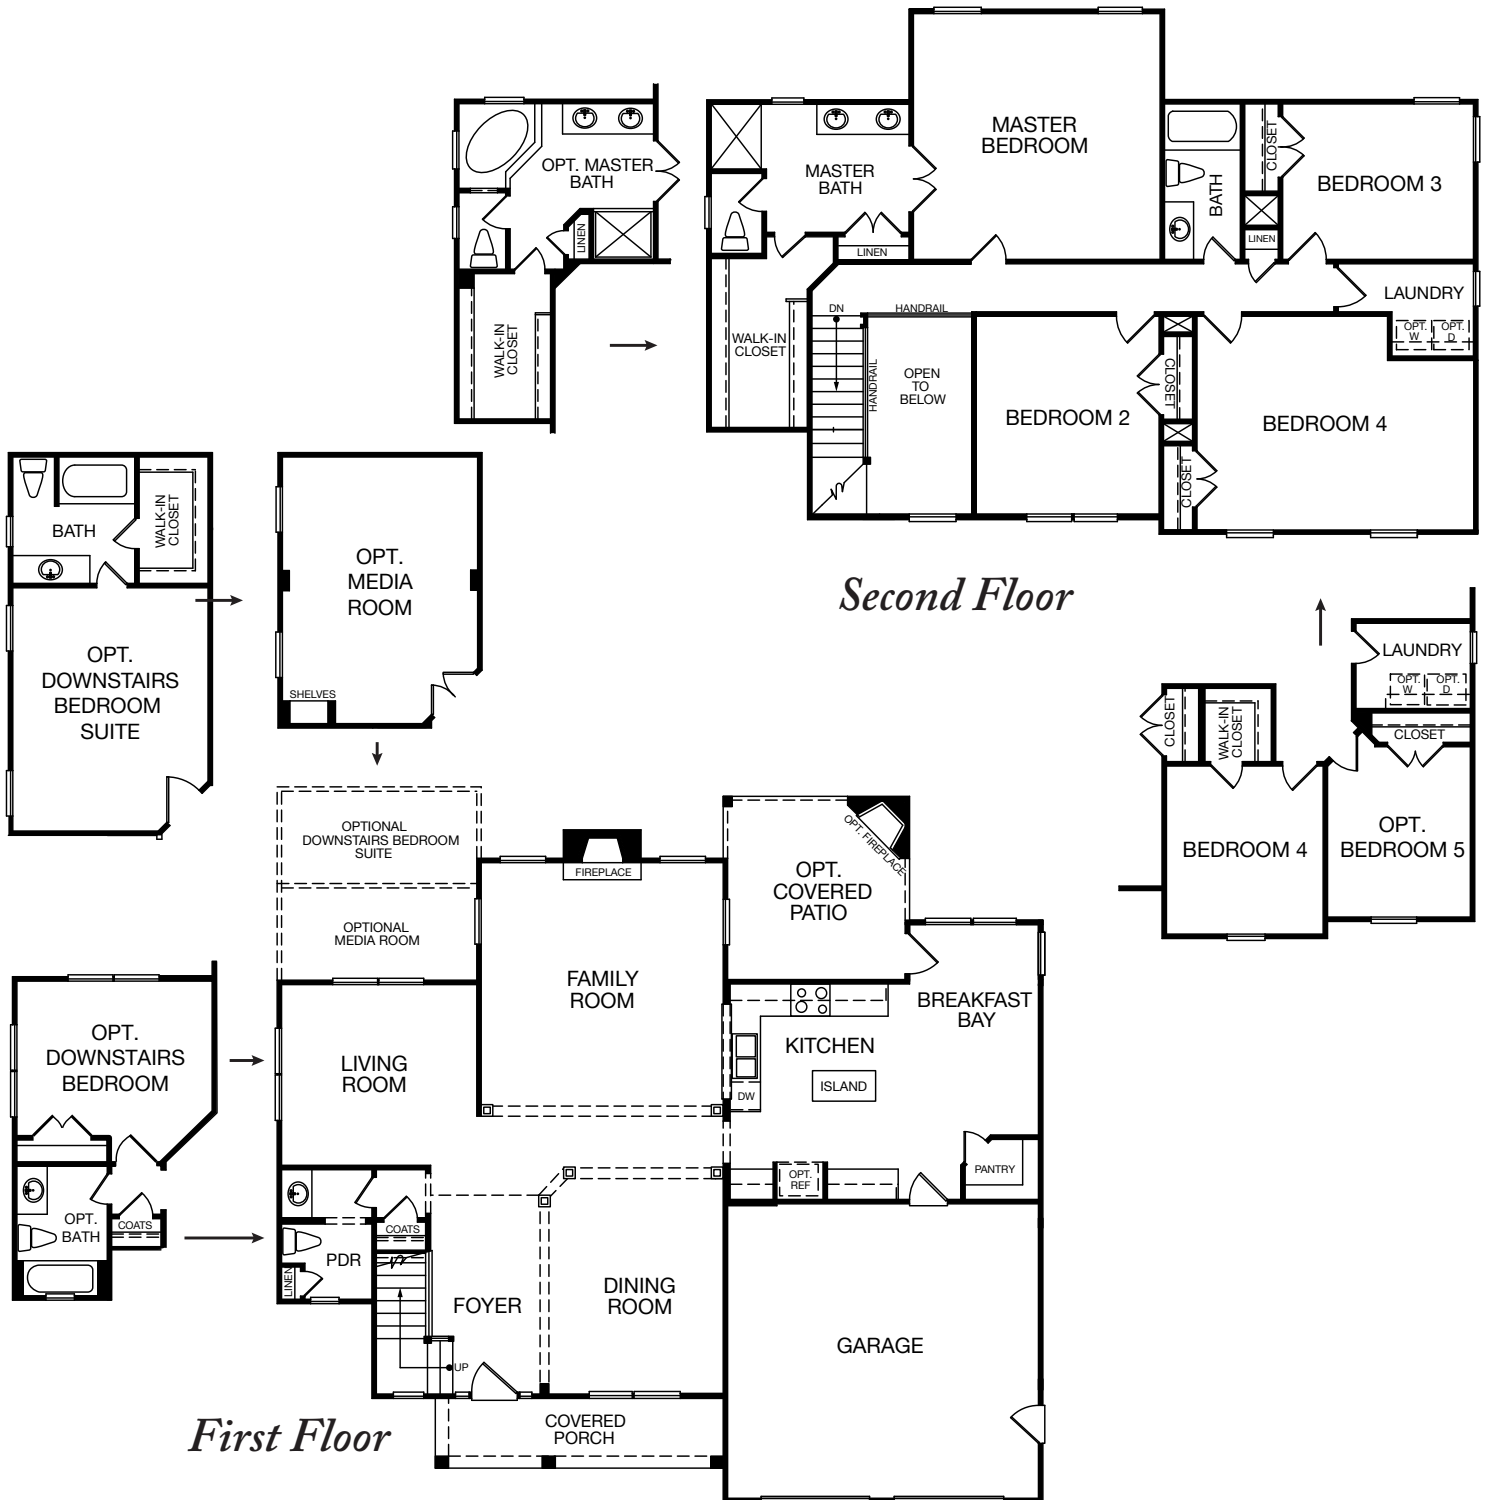 OPT. MASTER
BATH
LINEN
WALK-IN
CLOSET
MASTER
BATH
LINEN
WALK-IN
CLOSET
MASTER
BEDROOM
BATH
CLOSET
LINEN
BEDROOM 3
LAUNDRY
OPT.
W
OPT.
D
DN
HANDRAIL
HANDRAIL
OPEN
TO
BELOW
BEDROOM 2
CLOSET
CLOSET
BEDROOM 4
Second Floor
BATH
WALK-IN
CLOSET
OPT.
DOWNSTAIRS
BEDROOM
SUITE
OPT.
MEDIA
ROOM
SHELVES
LAUNDRY
OPT.
W
OPT.
D
CLOSET
WALK-IN
CLOSET
CLOSET
BEDROOM 4
OPT.
BEDROOM 5
OPTIONAL
DOWNSTAIRS BEDROOM
SUITE
OPTIONAL
MEDIA ROOM
FIREPLACE
FAMILY
ROOM
OPT.
COVERED
PATIO
OPT. FIREPLACE
BREAKFAST
BAY
KITCHEN
ISLAND
DW
OPT.
REF
PANTRY
OPT.
DOWNSTAIRS
BEDROOM
OPT.
BATH
COATS
LIVING
ROOM
COATS
PDR
LINEN
FOYER
UP
DINING
ROOM
GARAGE
COVERED
PORCH
First Floor